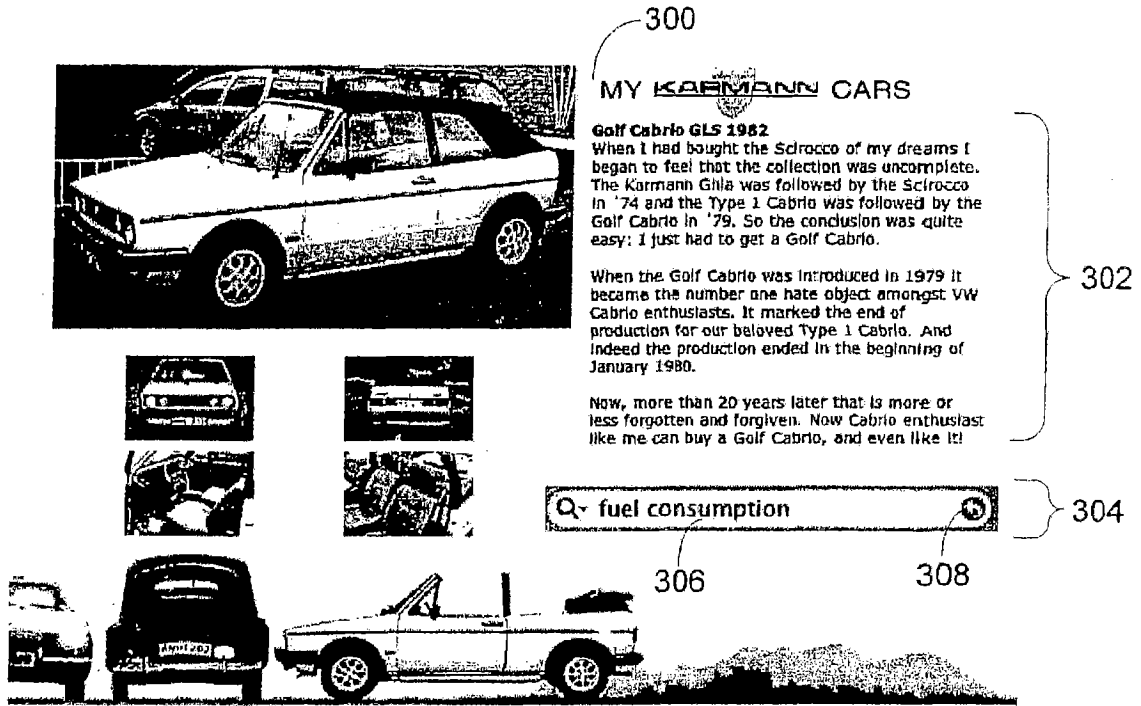 300
MY KARMANN CARS
Golf Cabrio GLS 1982
When I had bought the Scirocco of my dreams I
began to feel that the collection was uncomplete.
The Karmann Ghia was followed by the Scirocco
in '74 and the Type 1 Cabrio was followed by the
Golf Cabrio in '79. So the conclusion was quite
easy: I just had to get a Golf Cabrio.
When the Golf Cabrio was introduced in 1979 it
became the number one hate object amongst VW
Cabrio enthusiasts. It marked the end of
production for our beloved Type 1 Cabrio. And
indeed the production ended in the beginning of
January 1980.
Now, more than 20 years later that is more or
less forgotten and forgiven. Now Cabrio enthusiast
like me can buy a Golf Cabrio, and even like it!
302
fuel consumption
304
306
308